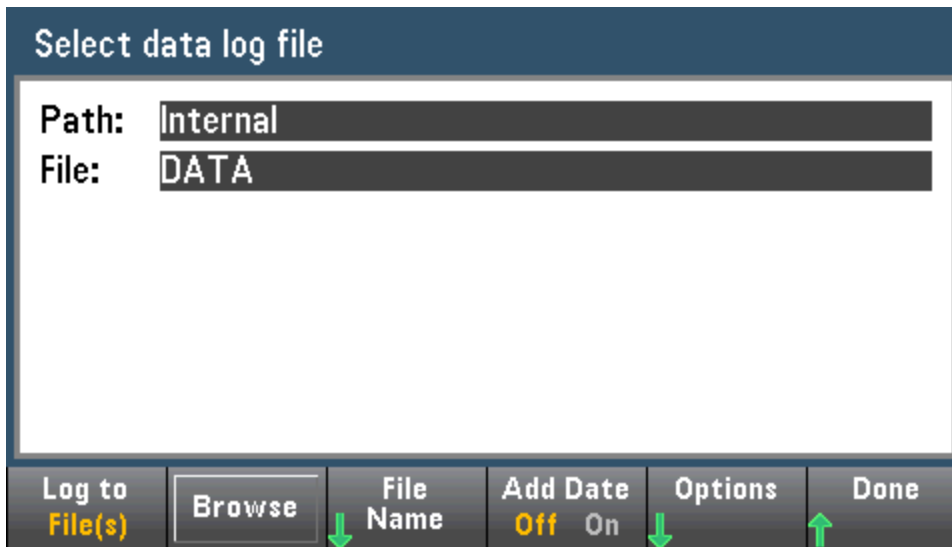 Select data log file
Path: Internal
File: DATA
Log to
File(s)
Browse
File
Name
Add Date
Off On
Options
Done